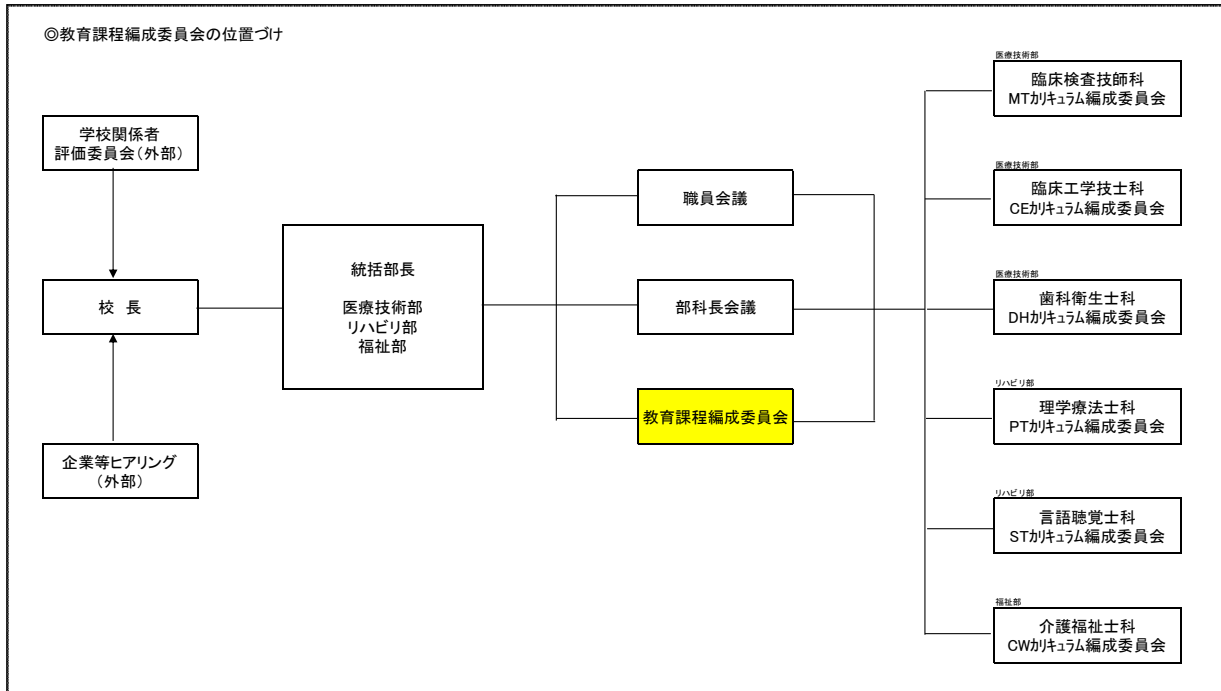 ◎教育課程編成委員会の位置づけ
学校関係者
評価委員会(外部)
校 長
企業等ヒアリング
(外部)
統括部長
医療技術部
リハビリ部
福祉部
職員会議
部科長会議
教育課程編成委員会
医療技術部
臨床検査技師科
MTカリキュラム編成委員会
医療技術部
臨床工学技士科
CEカリキュラム編成委員会
医療技術部
歯科衛生士科
DHカリキュラム編成委員会
リハビリ部
理学療法士科
PTカリキュラム編成委員会
リハビリ部
言語聴覚士科
STカリキュラム編成委員会
福祉部
介護福祉士科
CWカリキュラム編成委員会